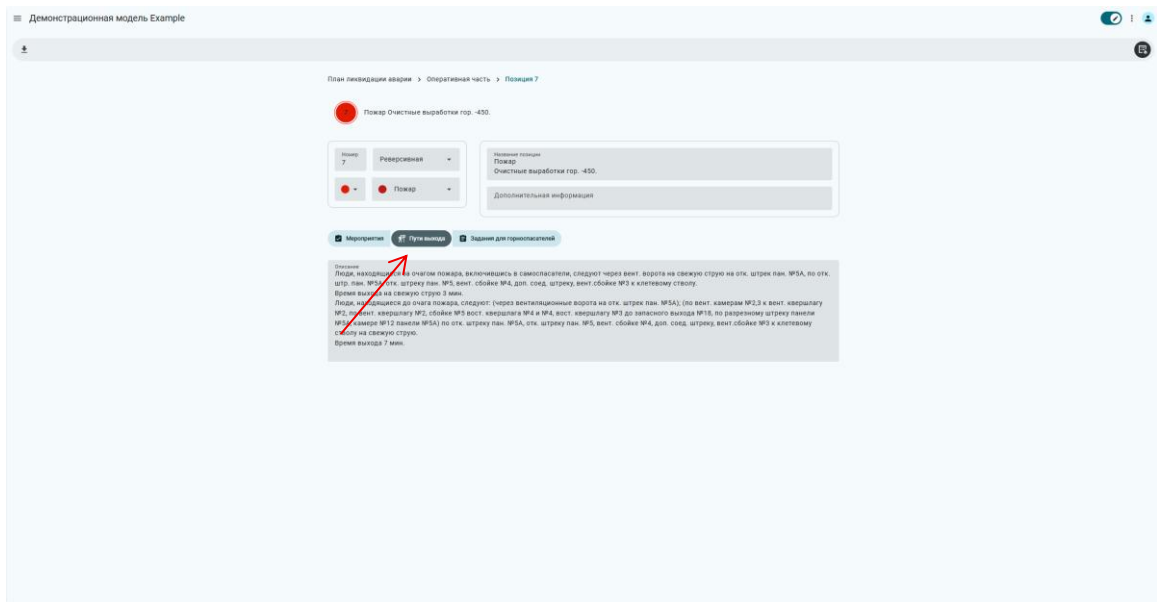 Демонстрационная модель Example
План ликвидации аварии > Оперативная часть > Позиция 7
Пожар Очистные выработки гор. -450.
Номер
7
Реверсивная
Пожар
Название позиции
Пожар
Очистные выработки гор. -450.
Дополнительная информация
Мероприятия
Пути выхода
Задания для горноспасателей
Описание
Люди, находящиеся за очагом пожара, включившись в самоспасатели, следуют через вент. ворота на свежую струю на отк. штрек пан. №5А, по отк.
штр. пан. №5А, отк. штреку пан. №5, вент. сбойке №4, доп. соед. штреку, вент.сбойке №3 к клетевому стволу.
Время выхода на свежую струю 3 мин.
Люди, находящиеся до очага пожара, следуют: (через вентиляционные ворота на отк. штрек пан. №5А); (по вент. камерам №2,3 к вент. квершлагу
№2, по вент. квершлагу №2, сбойке №5 вост. квершлага №4 и №4, вост. квершлагу №3 до запасного выхода №18, по разрезному штреку панели
№5А, камере №12 панели №5А) по отк. штреку пан. №5А, отк. штреку пан. №5, вент. сбойке №4, доп. соед. штреку, вент.сбойке №3 к клетевому
стволу на свежую струю.
Время выхода 7 мин.